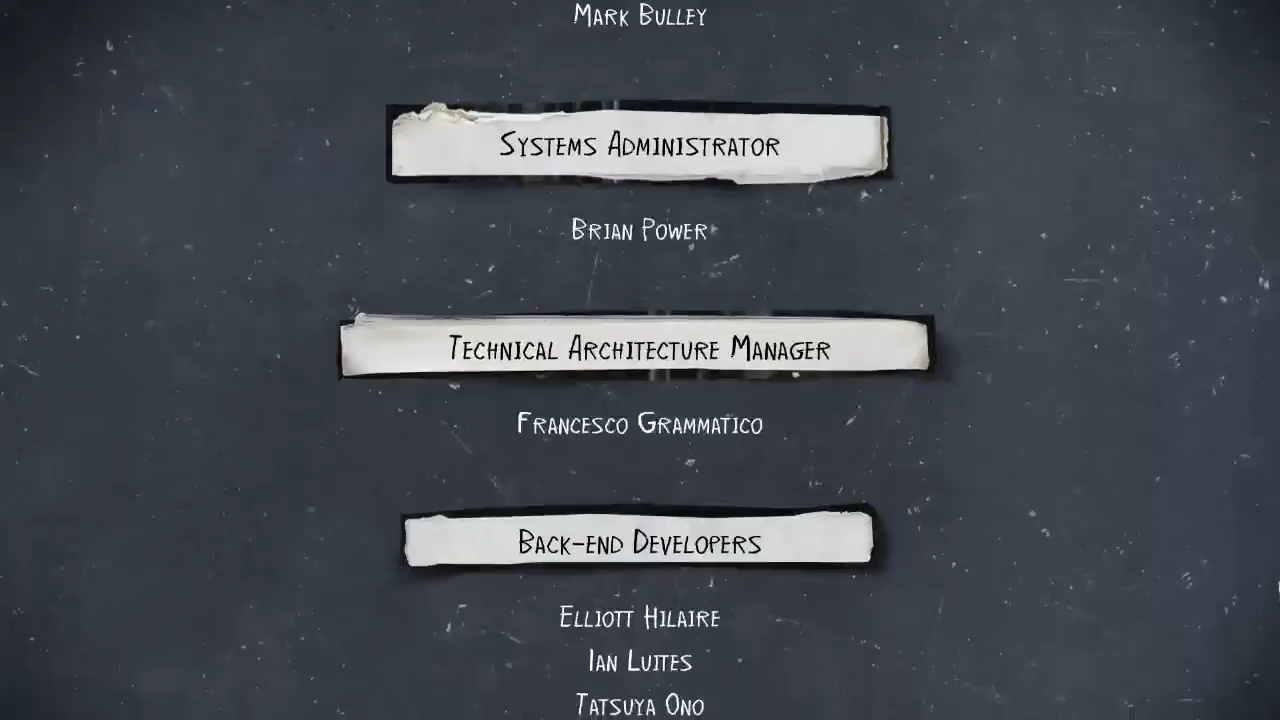 Mark Bulley
Systems Administrator
Brian Power
Technical Architecture Manager
Francesco Grammatico
Back-end Developers
Elliott Hilaire
Ian Luites
Tatsuya Ono